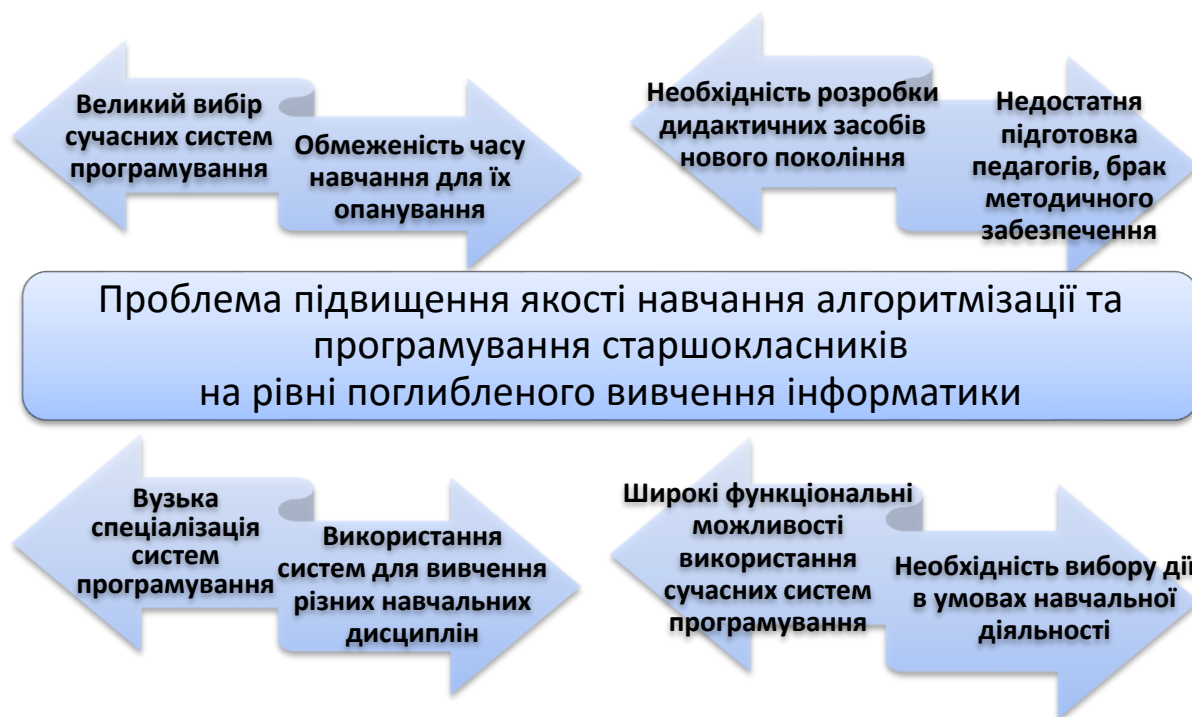 Великий вибір
сучасних систем
програмування
Обмеженість часу
навчання для їх
опанування
Необхідність розробки
дидактичних засобів
нового покоління
Недостатня
підготовка
педагогів, брак
методичного
забезпечення
Проблема підвищення якості навчання алгоритмізації та
програмування старшокласників
на рівні поглибленого вивчення інформатики
Вузька
спеціалізація
систем
програмування
Використання
систем для вивчення
різних навчальних
дисциплін
Широкі функціональні
можливості
використання
сучасних систем
програмування
Необхідність вибору дії
в умовах навчальної
діяльності